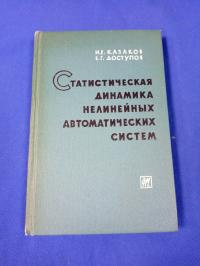 И.Е. КАЗАКОВ
Б.Г. ДОСТУПОВ
СТАТИСТИЧЕСКАЯ
ДИНАМИКА
НЕЛИНЕЙНЫХ
АВТОМАТИЧЕСКИХ
СИСТЕМ